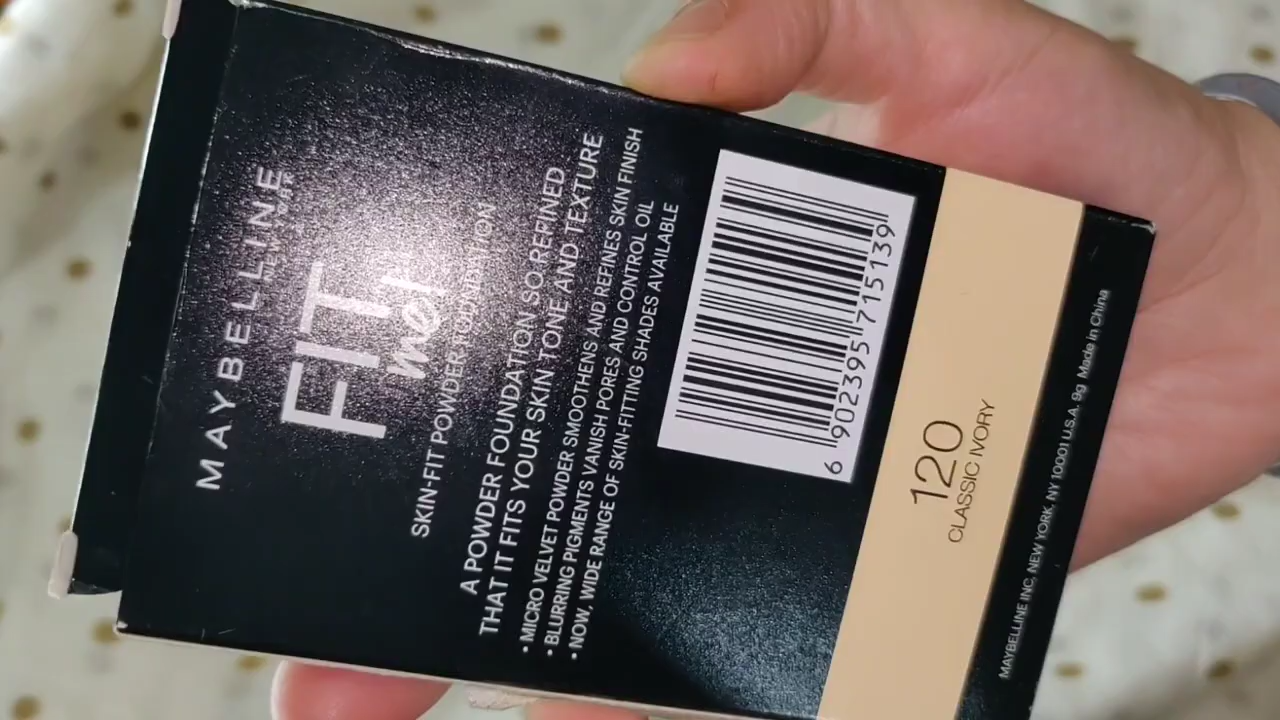 MAYBELLINE
NEW YORK
FIT
me!
SKIN-FIT POWDER FOUNDATION
A POWDER FOUNDATION SO REFINED
THAT IT FITS YOUR SKIN TONE AND TEXTURE
• MICRO VELVET POWDER SMOOTHENS AND REFINES SKIN FINISH
• BLURRING PIGMENTS VANISH PORES AND CONTROL OIL
• NOW, WIDE RANGE OF SKIN-FITTING SHADES AVAILABLE
6 902395 715139
120
CLASSIC IVORY
MAYBELLINE INC, NEW YORK, NY 10001 U.S.A. 9g Made in China